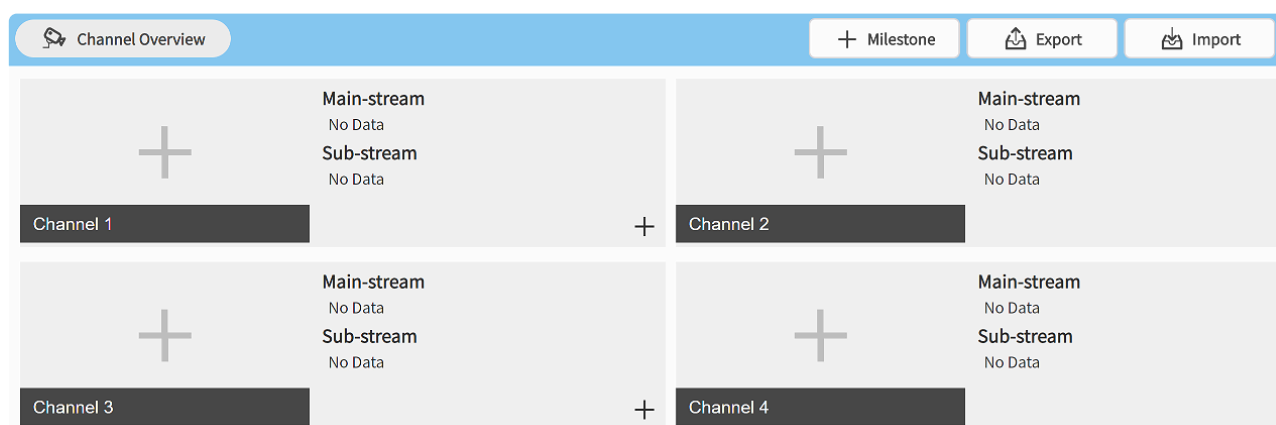 Channel Overview
Milestone
Export
Import
Main-stream
No Data
Sub-stream
No Data
Channel 1
Main-stream
No Data
Sub-stream
No Data
Channel 2
Main-stream
No Data
Sub-stream
No Data
Channel 3
Main-stream
No Data
Sub-stream
No Data
Channel 4